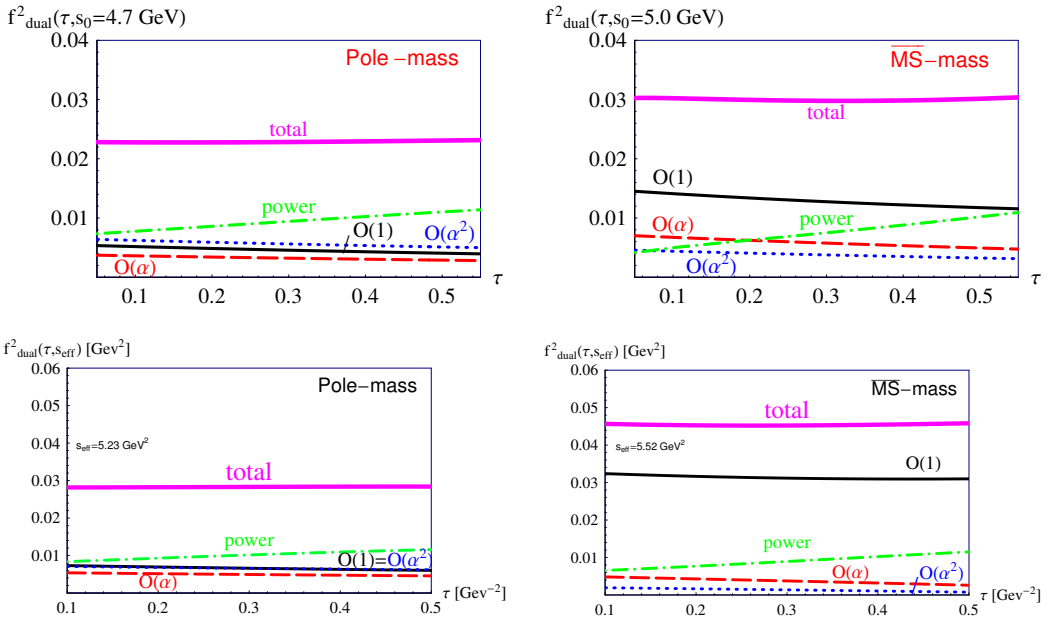 f²dual(τ,s₀=4.7 GeV)
0.04
0.03
0.02
0.01
Pole −mass
total
power
O(1)
O(α²)
O(α)
0.1 0.2 0.3 0.4 0.5 τ
f²dual(τ,s₀=5.0 GeV)
0.04
0.03
0.02
0.01
M̅S̅−mass
total
O(1)
power
O(α)
O(α²)
0.1 0.2 0.3 0.4 0.5 τ
f²dual(τ,seff) [Gev²]
0.06
0.05
0.04
0.03
0.02
0.01
Pole−mass
seff=5.23 GeV²
total
power
O(1)=O(α²)
O(α)
0.1 0.2 0.3 0.4 0.5 τ [Gev⁻²]
f²dual(τ,seff) [Gev²]
0.06
0.05
0.04
0.03
0.02
0.01
M̅S̅−mass
total
seff=5.52 GeV²
O(1)
power
O(α)
O(α²)
0.1 0.2 0.3 0.4 0.5 τ [Gev⁻²]